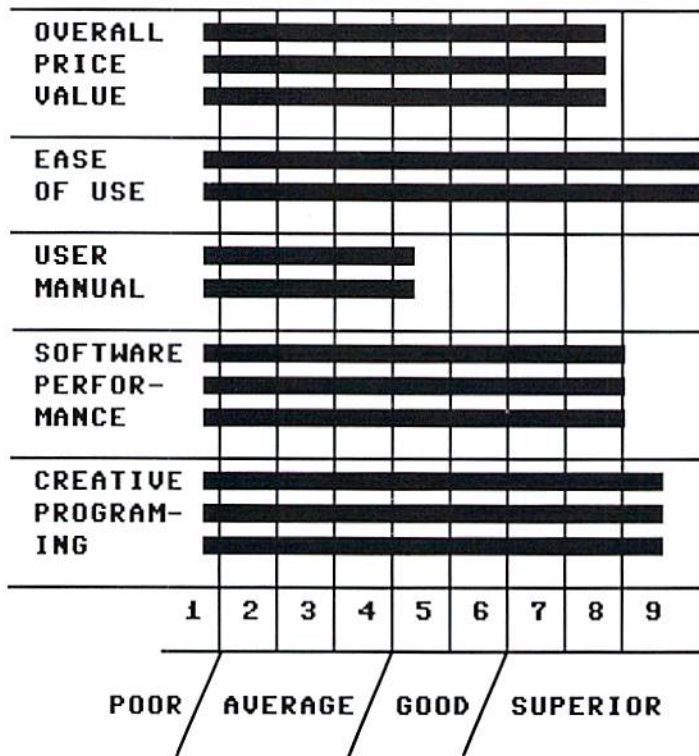 OVERALL
PRICE
VALUE
EASE
OF USE
USER
MANUAL
SOFTWARE
PERFOR-
MANCE
CREATIVE
PROGRAM-
ING
1 2 3 4 5 6 7 8 9
POOR AVERAGE GOOD SUPERIOR